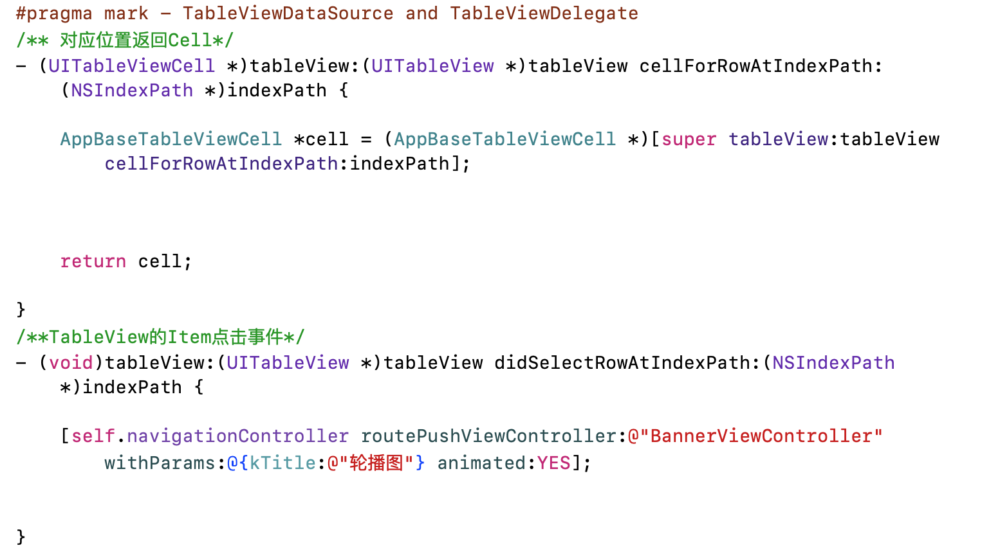 #pragma mark - TableViewDataSource and TableViewDelegate
/** 对应位置返回Cell*/
- (UITableViewCell *)tableView:(UITableView *)tableView cellForRowAtIndexPath:
(NSIndexPath *)indexPath {
AppBaseTableViewCell *cell = (AppBaseTableViewCell *)[super tableView:tableView
cellForRowAtIndexPath:indexPath];
return cell;
}
/**TableView的Item点击事件*/
- (void)tableView:(UITableView *)tableView didSelectRowAtIndexPath:(NSIndexPath
*)indexPath {
[self.navigationController routePushViewController:@"BannerViewController"
withParams:@{kTitle:@"轮播图"} animated:YES];
}